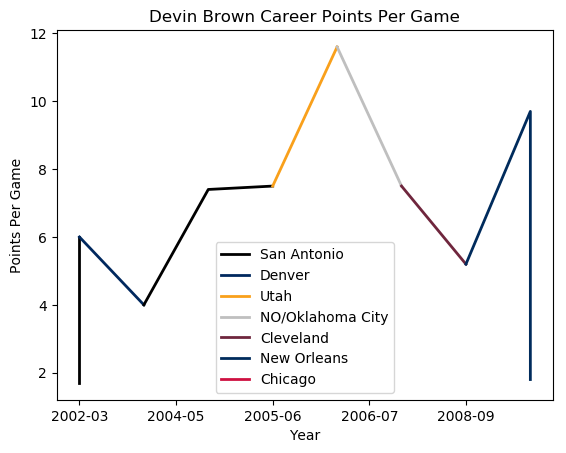 Devin Brown Career Points Per Game
12
10
8
6
4
2
Points Per Game
San Antonio
Denver
Utah
NO/Oklahoma City
Cleveland
New Orleans
Chicago
2002-03 2004-05 2005-06 2006-07 2008-09
Year